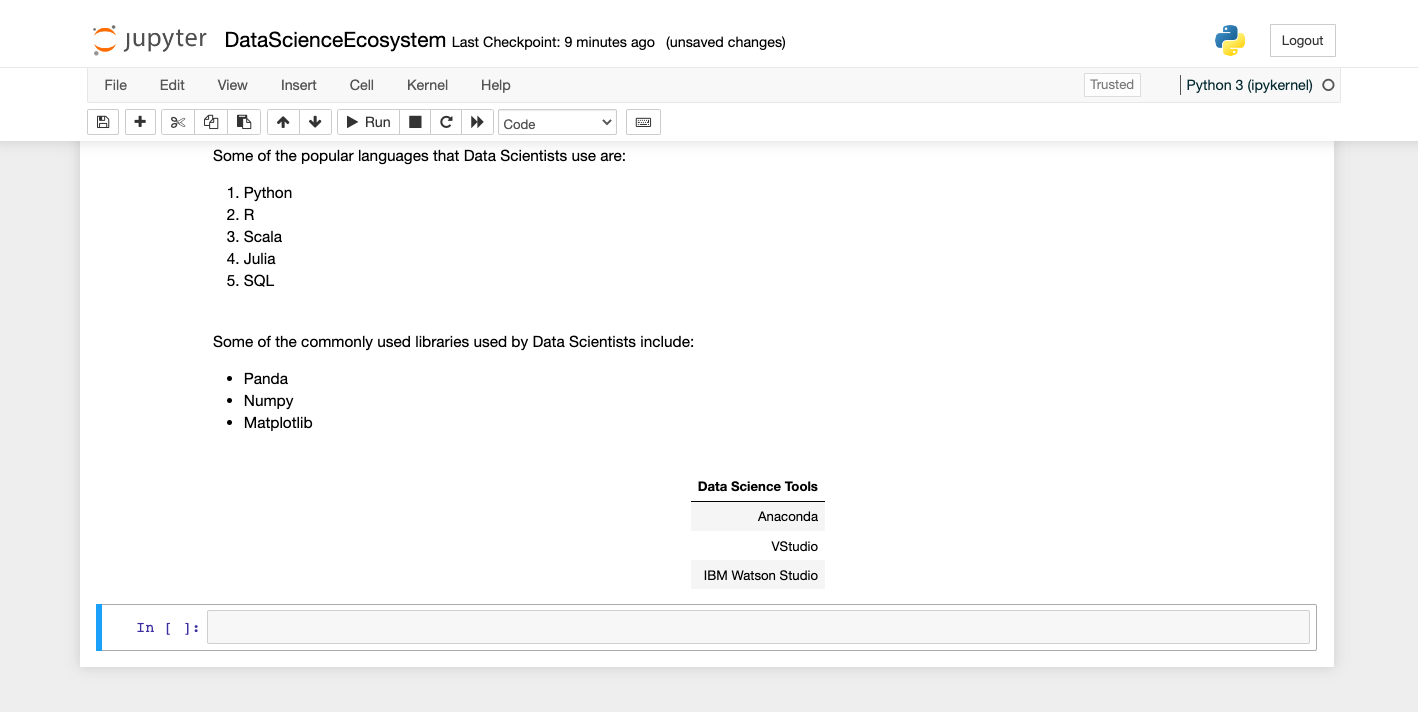 jupyter DataScienceEcosystem Last Checkpoint: 9 minutes ago (unsaved changes) Logout
File Edit View Insert Cell Kernel Help Trusted Python 3 (ipykernel)
Run Code
Some of the popular languages that Data Scientists use are:
1. Python
2. R
3. Scala
4. Julia
5. SQL
Some of the commonly used libraries used by Data Scientists include:
• Panda
• Numpy
• Matplotlib
Data Science Tools
Anaconda
VStudio
IBM Watson Studio
In [ ]: